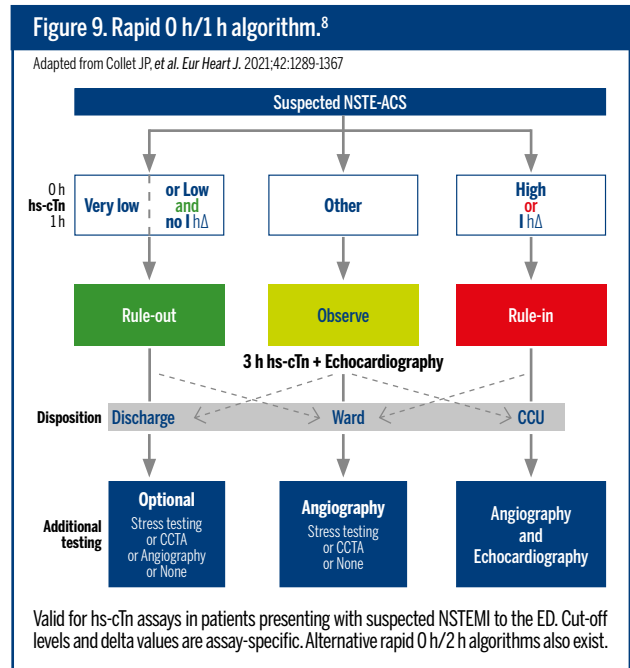 Figure 9. Rapid 0 h/1 h algorithm.⁸
Adapted from Collet JP, et al. Eur Heart J. 2021;42:1289-1367
Suspected NSTE-ACS
0 h
hs-cTn
1 h
Very low
or Low
and
no I hΔ
Other
High
or
I hΔ
Rule-out
Observe
Rule-in
3 h hs-cTn + Echocardiography
Disposition
Discharge
Ward
CCU
Additional
testing
Optional
Stress testing
or CCTA
or Angiography
or None
Angiography
Stress testing
or CCTA
or None
Angiography
and
Echocardiography
Valid for hs-cTn assays in patients presenting with suspected NSTEMI to the ED. Cut-off
levels and delta values are assay-specific. Alternative rapid 0 h/2 h algorithms also exist.